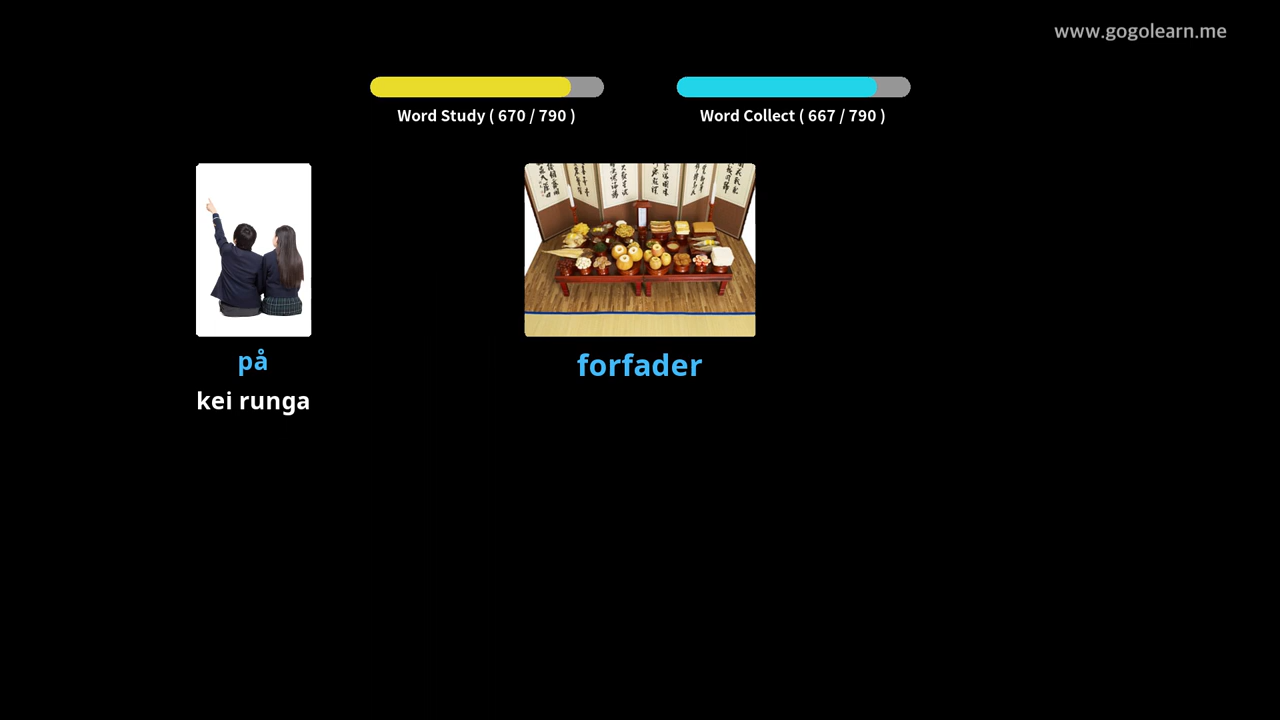 www.gogolearn.me
Word Study ( 670 / 790 )
Word Collect ( 667 / 790 )
på
kei runga
forfader